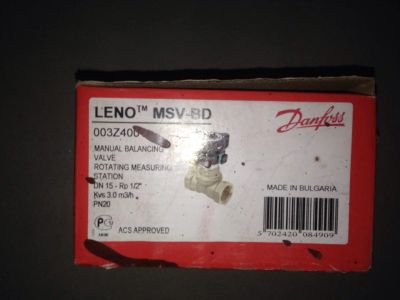 LENO™ MSV-BD
Danfoss
003Z400
MANUAL BALANCING
VALVE
ROTATING MEASURING
STATION
DN 15 - Rp 1/2"
Kvs 3.0 m3/h
PN20
MADE IN BULGARIA
ACS APPROVED
5 702420 084909